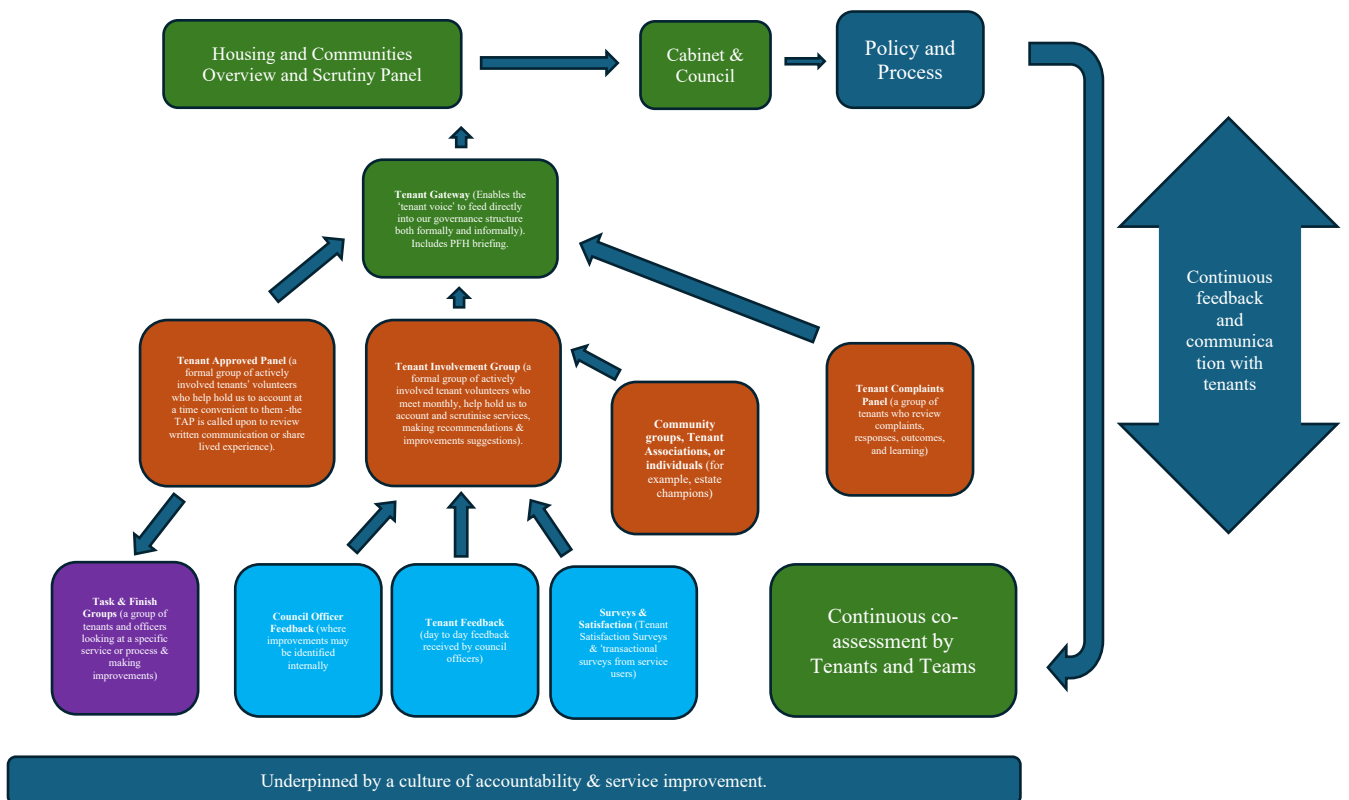 Housing and Communities
Overview and Scrutiny Panel
Cabinet &
Council
Policy and
Process
Tenant Gateway (Enables the
'tenant voice' to feed directly
into our governance structure
both formally and informally).
Includes PFH briefing.
Continuous
feedback
and
communica
tion with
tenants
Tenant Approved Panel (a
formal group of actively
involved tenants' volunteers
who help hold us to account at
a time convenient to them -the
TAP is called upon to review
written communication or share
lived experience).
Tenant Involvement Group (a
formal group of actively
involved tenant volunteers who
meet monthly, help hold us to
account and scrutinise services,
making recommendations &
improvements suggestions).
Community
groups, Tenant
Associations, or
individuals (for
example, estate
champions)
Tenant Complaints
Panel (a group of
tenants who review
complaints,
responses, outcomes,
and learning)
Task & Finish
Groups (a group of
tenants and officers
looking at a specific
service or process &
making
improvements)
Council Officer
Feedback (where
improvements may
be identified
internally
Tenant Feedback
(day to day feedback
received by council
officers)
Surveys &
Satisfaction (Tenant
Satisfaction Surveys
& 'transactional
surveys from service
users)
Continuous co-
assessment by
Tenants and Teams
Underpinned by a culture of accountability & service improvement.